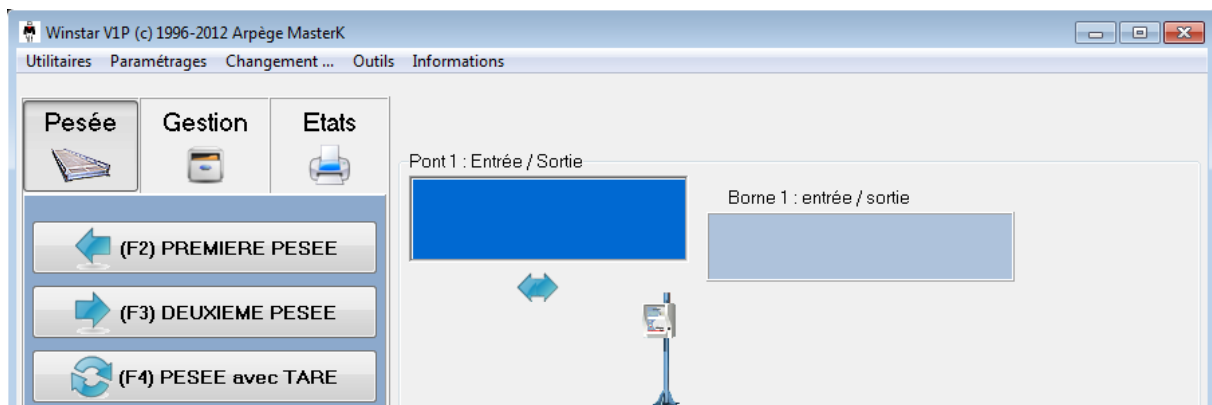 Winstar V1P (c) 1996-2012 Arpège MasterK
Utilitaires Paramétrages Changement ... Outils Informations
Pesée Gestion Etats
Pont 1 : Entrée / Sortie
Borne 1 : entrée / sortie
(F2) PREMIERE PESEE
(F3) DEUXIEME PESEE
(F4) PESEE avec TARE